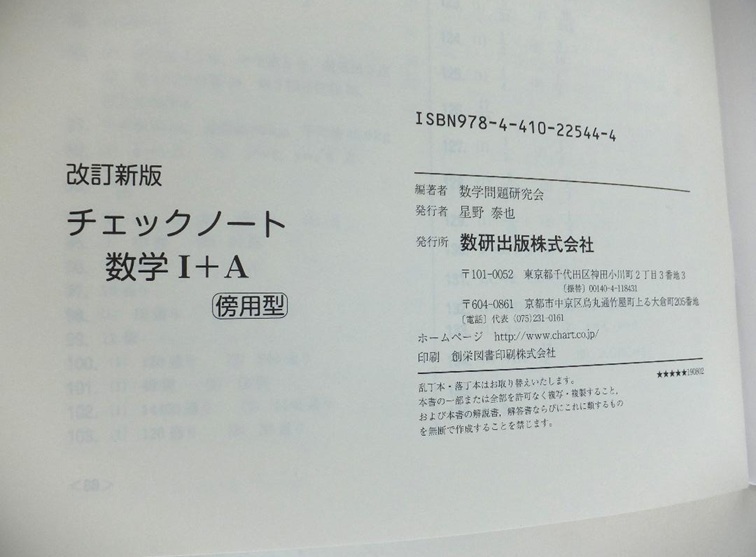 改訂新版
チェックノート
数学 I+A
傍用型
ISBN978-4-410-22544-4
編著者 数学問題研究会
発行者 星野 泰也
発行所 数研出版株式会社
〒101-0052 東京都千代田区神田小川町2丁目3番地3
〔振替〕00140-4-118431
〒604-0861 京都市中京区烏丸通竹屋町上る大倉町205番地
〔電話〕代表 (075)231-0161
ホームページ http://www.chart.co.jp/
印刷 創栄図書印刷株式会社
★★★★★190802
乱丁本・落丁本はお取り替えいたします。
本書の一部または全部を許可なく複写・複製すること,
および本書の解説書,解答書ならびにこれに類するもの
を無断で作成することを禁じます。